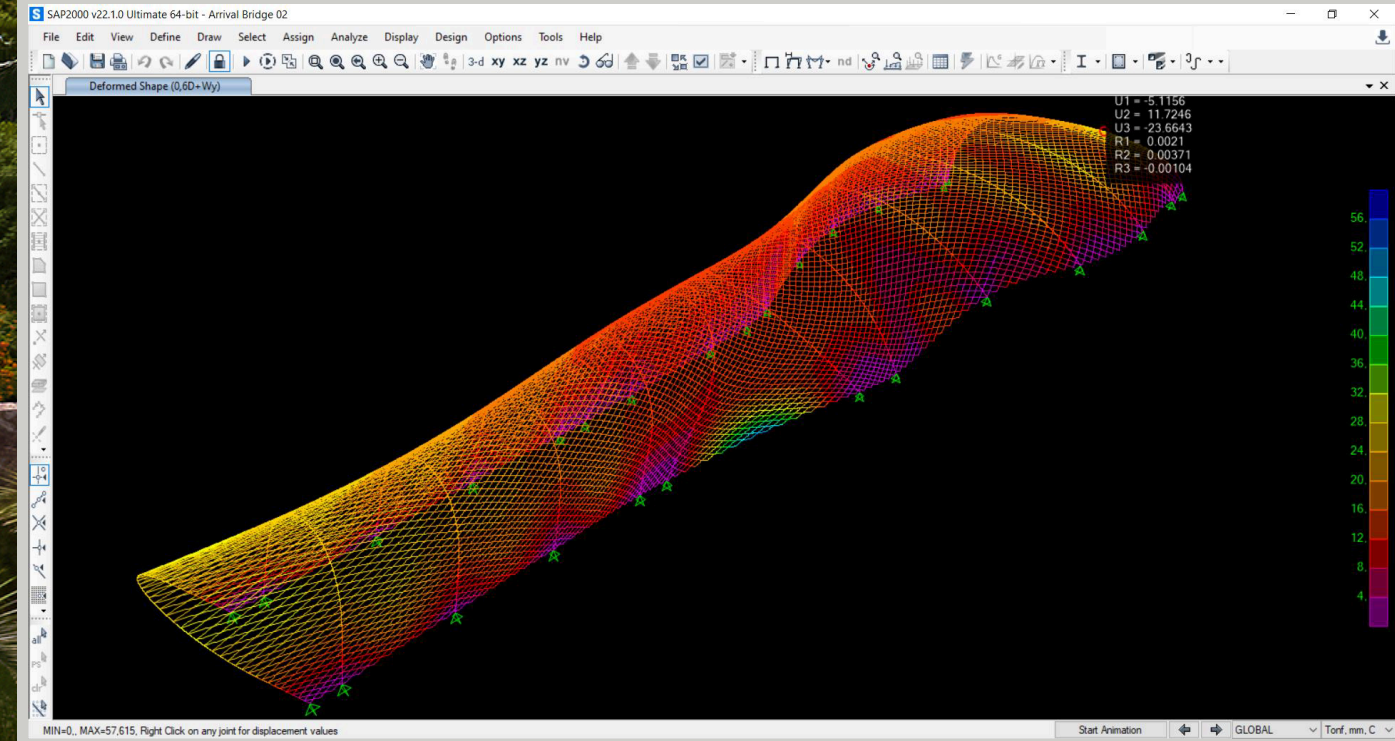 SAP2000 v22.1.0 Ultimate 64-bit - Arrival Bridge 02
File Edit View Define Draw Select Assign Analyze Display Design Options Tools Help
3-d xy xz yz nv nd
Deformed Shape (0,6D+Wy)
U1 = -5.1156
U2 = 11.7246
U3 = -23.6643
R1 = 0.0021
R2 = 0.00371
R3 = -0.00104
56.
52.
48.
44.
40.
36.
32.
28.
24.
20.
16.
12.
8.
4.
all
PS
clr
MIN=0,, MAX=57,615, Right Click on any joint for displacement values
Start Animation GLOBAL Tonf, mm, C